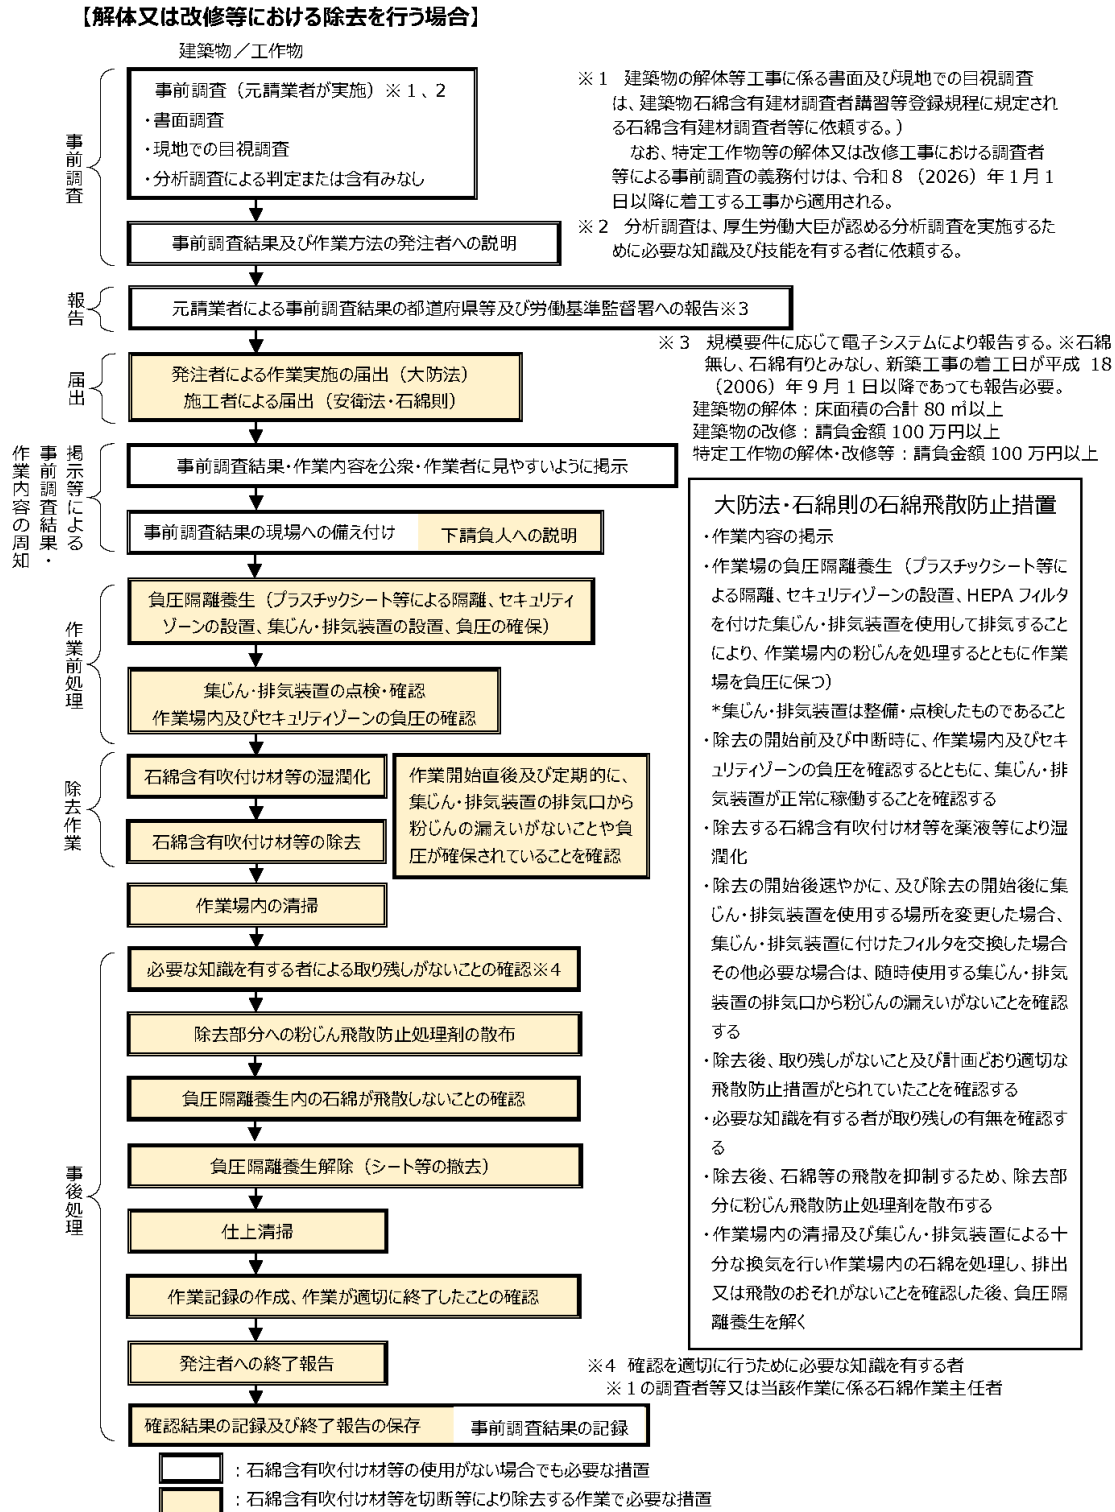 【解体又は改修等における除去を行う場合】
建築物／工作物
事前調査
事前調査（元請業者が実施）※１、2
・書面調査
・現地での目視調査
・分析調査による判定または含有みなし
事前調査結果及び作業方法の発注者への説明
※１　建築物の解体等工事に係る書面及び現地での目視調査
は、建築物石綿含有建材調査者講習等登録規程に規定され
る石綿含有建材調査者等に依頼する。）
なお、特定工作物等の解体又は改修工事における調査者
等による事前調査の義務付けは、令和８（2026）年１月１
日以降に着工する工事から適用される。
※２　分析調査は、厚生労働大臣が認める分析調査を実施するた
めに必要な知識及び技能を有する者に依頼する。
報告
元請業者による事前調査結果の都道府県等及び労働基準監督署への報告※３
※３　規模要件に応じて電子システムにより報告する。※石綿
無し、石綿有りとみなし、新築工事の着工日が平成 18
（2006）年９月１日以降であっても報告必要。
建築物の解体：床面積の合計 80 ㎡以上
建築物の改修：請負金額 100 万円以上
特定工作物の解体・改修等：請負金額 100 万円以上
届出
発注者による作業実施の届出（大防法）
施工者による届出（安衛法・石綿則）
掲示等による
事前調査結果・
作業内容の周知
事前調査結果・作業内容を公衆・作業者に見やすいように掲示
事前調査結果の現場への備え付け　下請負人への説明
作業前処理
負圧隔離養生（プラスチックシート等による隔離、セキュリティ
ゾーンの設置、集じん・排気装置の設置、負圧の確保）
集じん・排気装置の点検・確認
作業場内及びセキュリティゾーンの負圧の確認
除去作業
石綿含有吹付け材等の湿潤化
石綿含有吹付け材等の除去
作業開始直後及び定期的に、
集じん・排気装置の排気口から
粉じんの漏えいがないことや負
圧が確保されていることを確認
作業場内の清掃
事後処理
必要な知識を有する者による取り残しがないことの確認※４
除去部分への粉じん飛散防止処理剤の散布
負圧隔離養生内の石綿が飛散しないことの確認
負圧隔離養生解除（シート等の撤去）
仕上清掃
作業記録の作成、作業が適切に終了したことの確認
発注者への終了報告
確認結果の記録及び終了報告の保存　事前調査結果の記録
大防法・石綿則の石綿飛散防止措置
・作業内容の掲示
・作業場の負圧隔離養生（プラスチックシート等に
よる隔離、セキュリティゾーンの設置、HEPA フィルタ
を付けた集じん・排気装置を使用して排気すること
により、作業場内の粉じんを処理するとともに作業
場を負圧に保つ）
*集じん・排気装置は整備・点検したものであること
・除去の開始前及び中断時に、作業場内及びセキ
ュリティゾーンの負圧を確認するとともに、集じん・排
気装置が正常に稼働することを確認する
・除去する石綿含有吹付け材等を薬液等により湿
潤化
・除去の開始後速やかに、及び除去の開始後に集
じん・排気装置を使用する場所を変更した場合、
集じん・排気装置に付けたフィルタを交換した場合
その他必要な場合は、随時使用する集じん・排気
装置の排気口から粉じんの漏えいがないことを確認
する
・除去後、取り残しがないこと及び計画どおり適切な
飛散防止措置がとられていたことを確認する
・必要な知識を有する者が取り残しの有無を確認す
る
・除去後、石綿等の飛散を抑制するため、除去部
分に粉じん飛散防止処理剤を散布する
・作業場内の清掃及び集じん・排気装置による十
分な換気を行い作業場内の石綿を処理し、排出
又は飛散のおそれがないことを確認した後、負圧隔
離養生を解く
※４　確認を適切に行うために必要な知識を有する者
※１の調査者等又は当該作業に係る石綿作業主任者
：石綿含有吹付け材等の使用がない場合でも必要な措置
：石綿含有吹付け材等を切断等により除去する作業で必要な措置